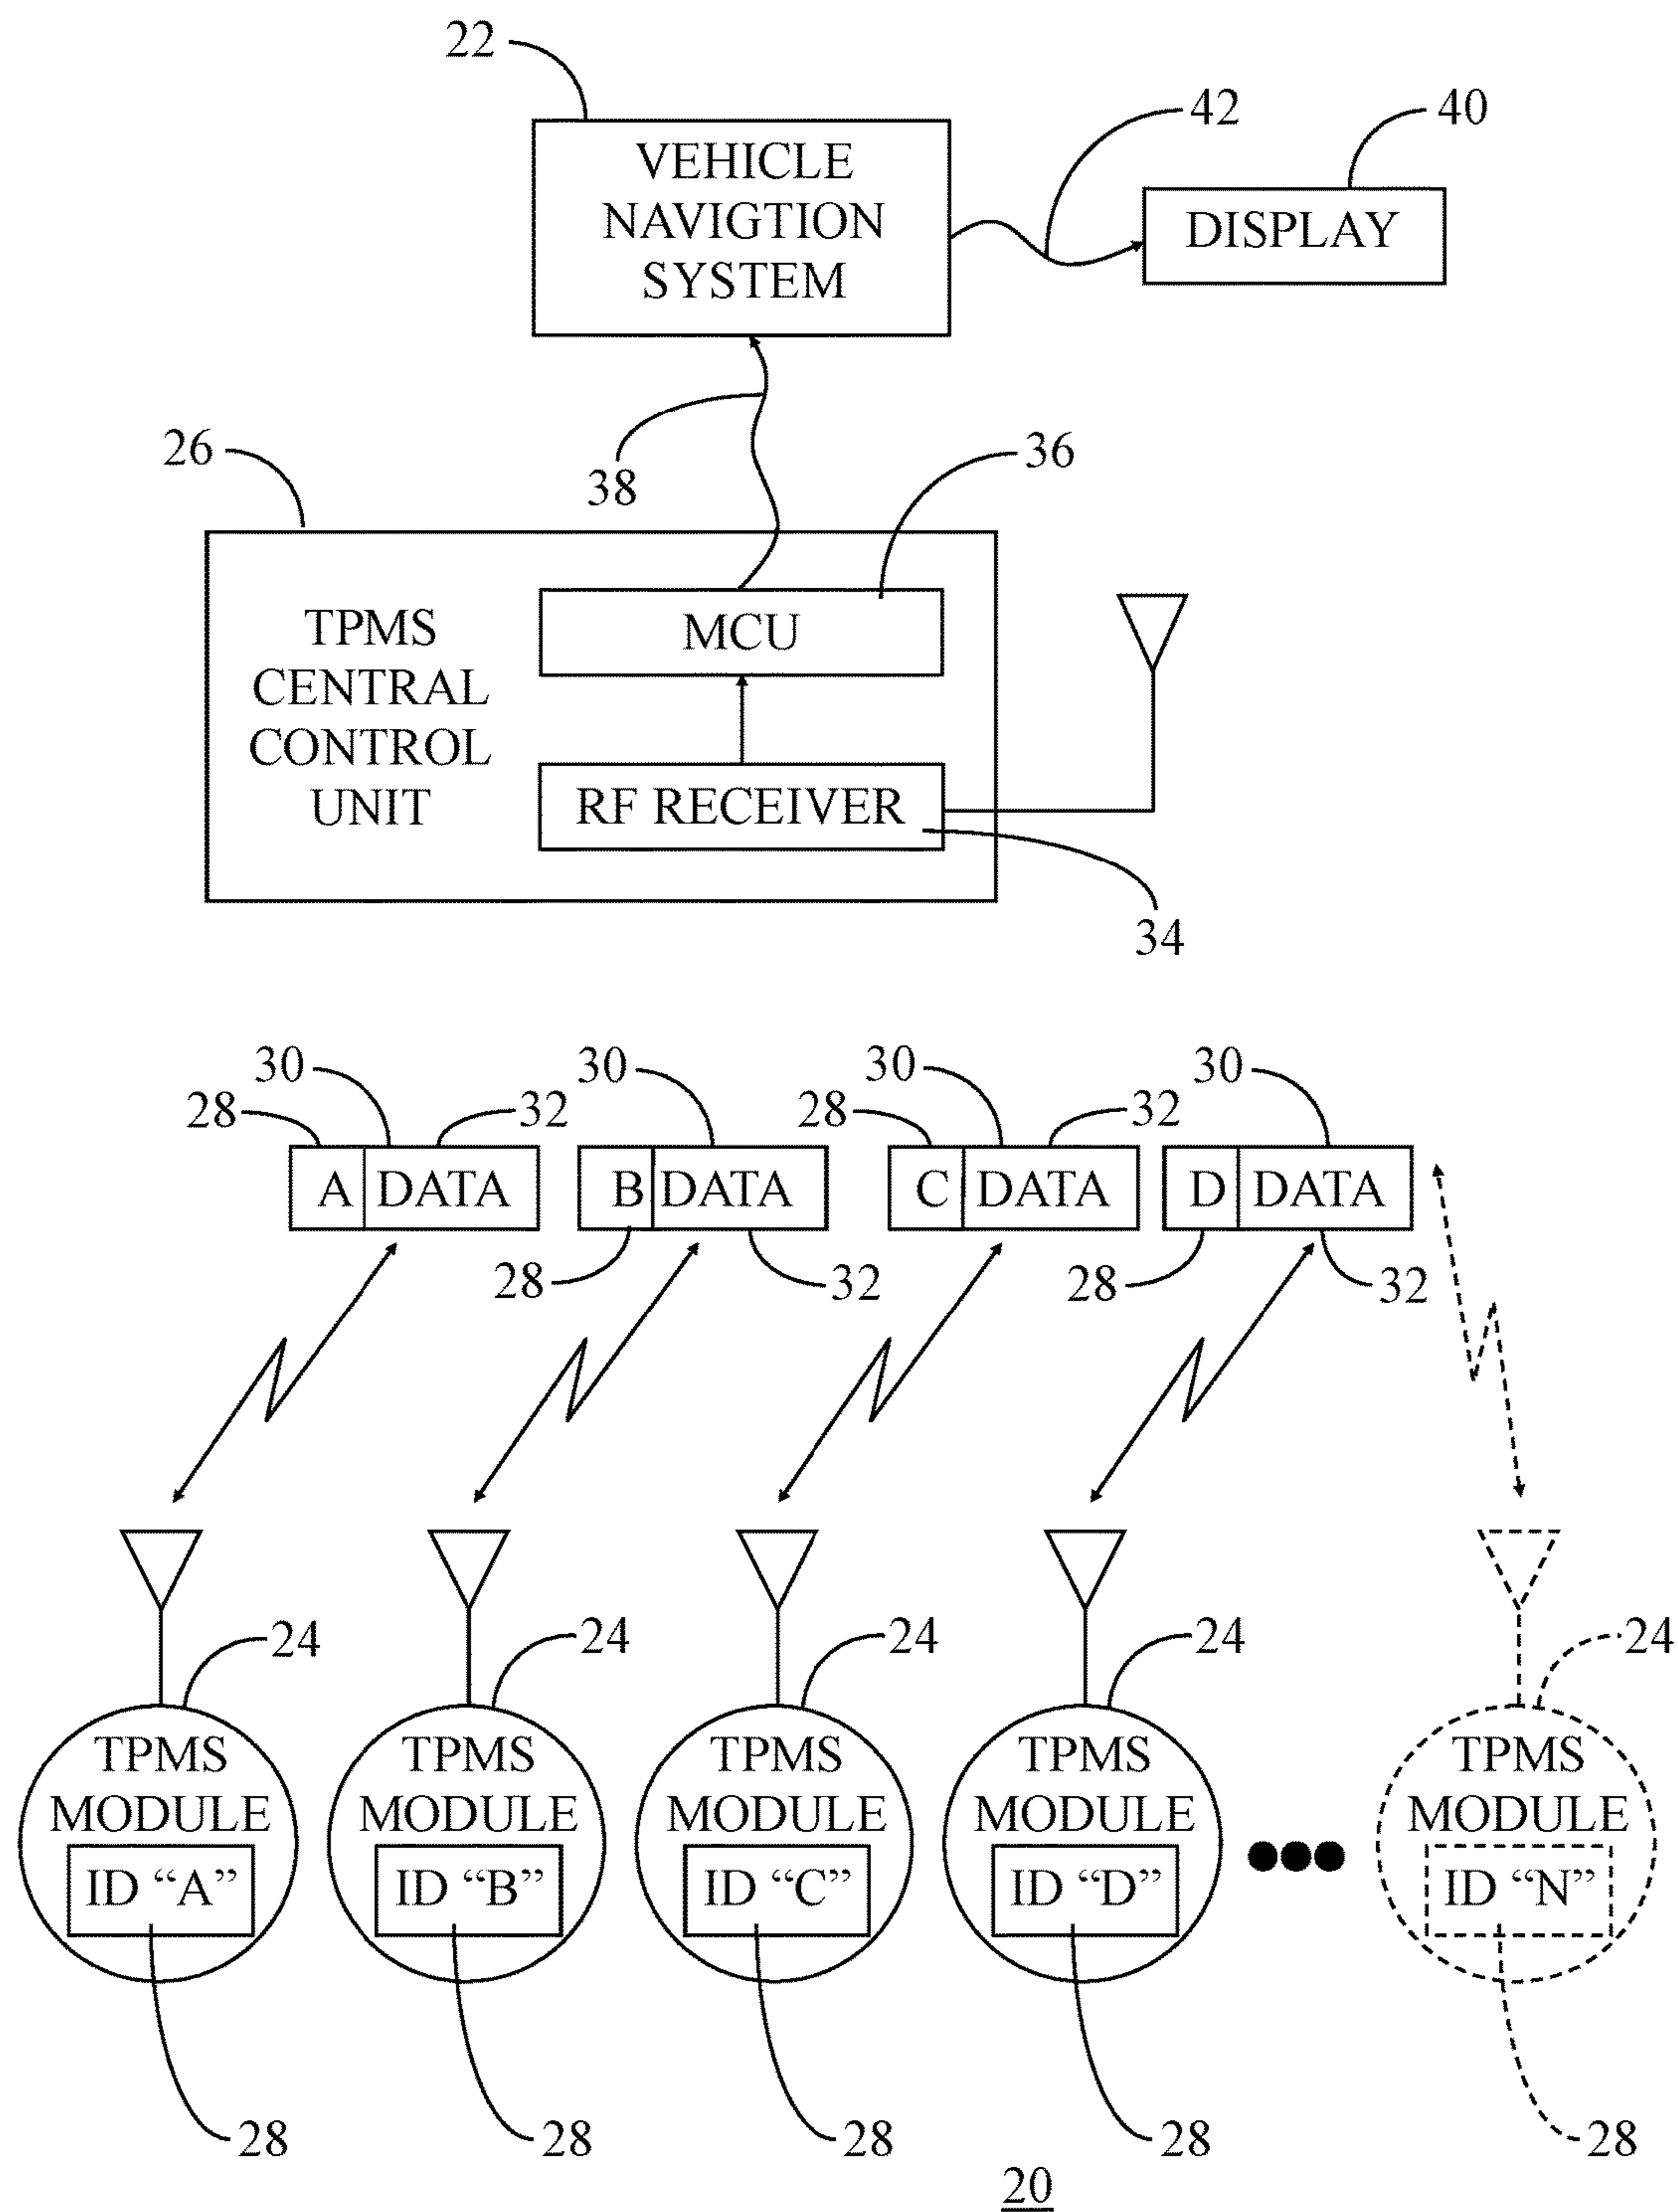 22
42
40
VEHICLE
NAVIGTION
SYSTEM
DISPLAY
26
38
36
TPMS
CENTRAL
CONTROL
UNIT
MCU
RF RECEIVER
34
30
30
30
30
28
32
28
32
A DATA
B DATA
C DATA
D DATA
28
32
28
32
24
24
24
24
24
TPMS
MODULE
ID “A”
TPMS
MODULE
ID “B”
TPMS
MODULE
ID “C”
TPMS
MODULE
ID “D”
TPMS
MODULE
ID “N”
28
28
28
28
28
20